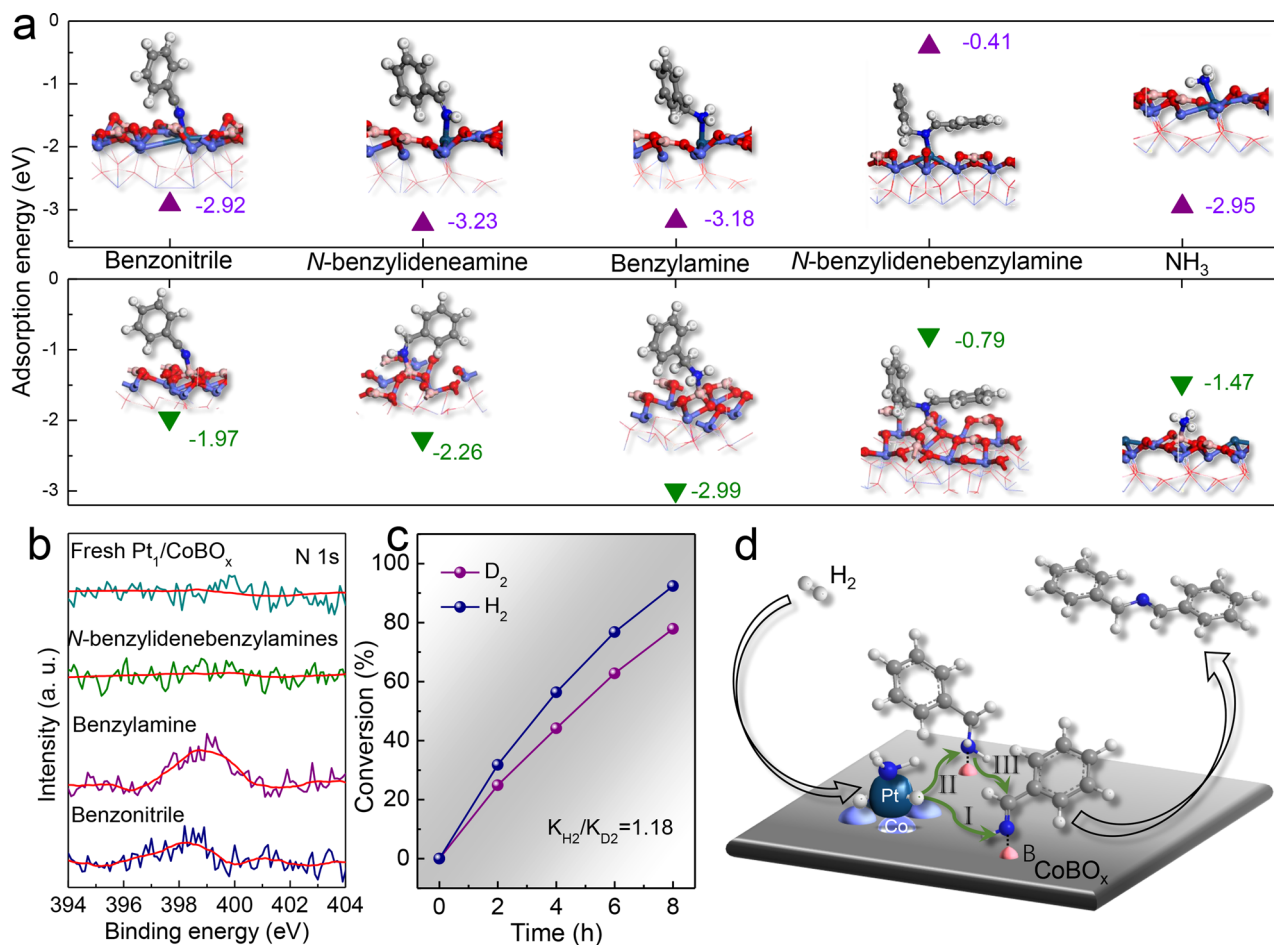 a
Adsorption energy (eV)
0
-1
-2
-3
-2.92
-3.23
-3.18
-0.41
-2.95
Benzonitrile
N-benzylideneamine
Benzylamine
N-benzylidenebenzylamine
NH3
0
-1
-2
-3
-1.97
-2.26
-2.99
-0.79
-1.47
b
Fresh Pt1/CoBOx
N 1s
N-benzylidenebenzylamines
Benzylamine
Benzonitrile
Intensity (a. u.)
394 396 398 400 402 404
Binding energy (eV)
c
D2
H2
Conversion (%)
100
80
60
40
20
0
KH2/KD2=1.18
0 2 4 6 8
Time (h)
d
H2
Pt
Co
II
III
I
B
CoBOx